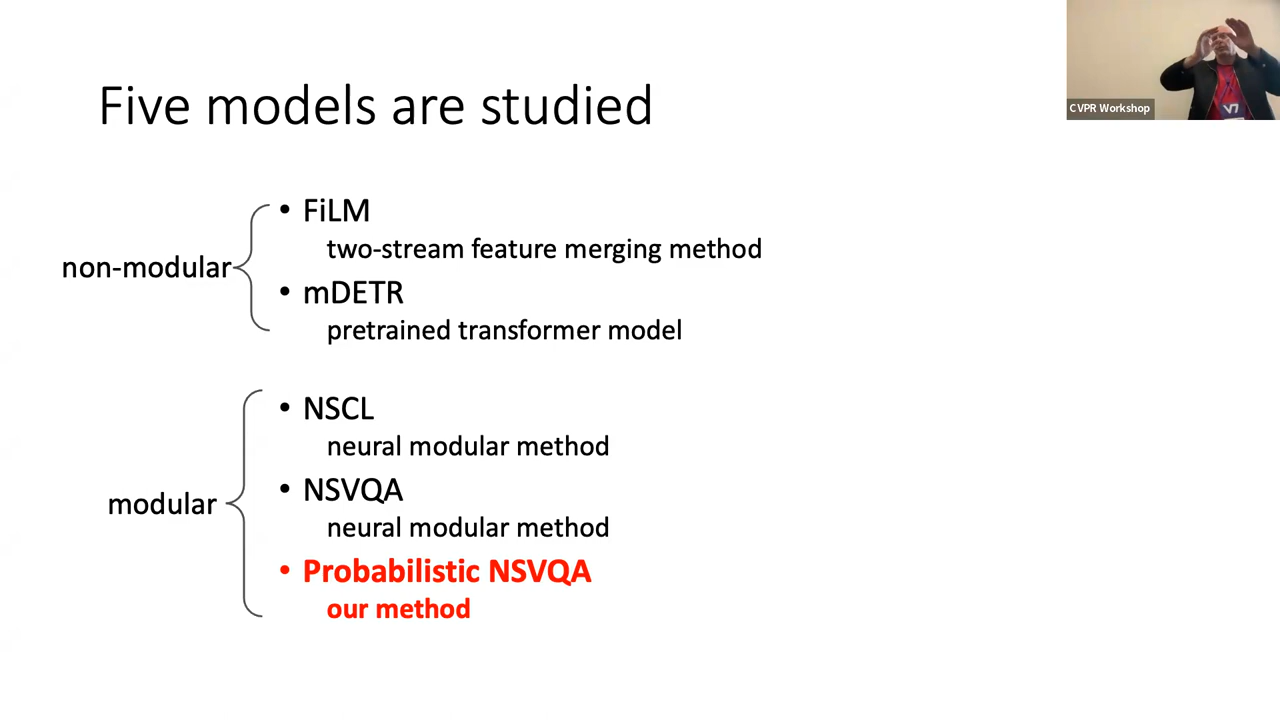 Five models are studied
CVPR Workshop
V7
non-modular
• FiLM
two-stream feature merging method
• mDETR
pretrained transformer model
modular
• NSCL
neural modular method
• NSVQA
neural modular method
• Probabilistic NSVQA
our method